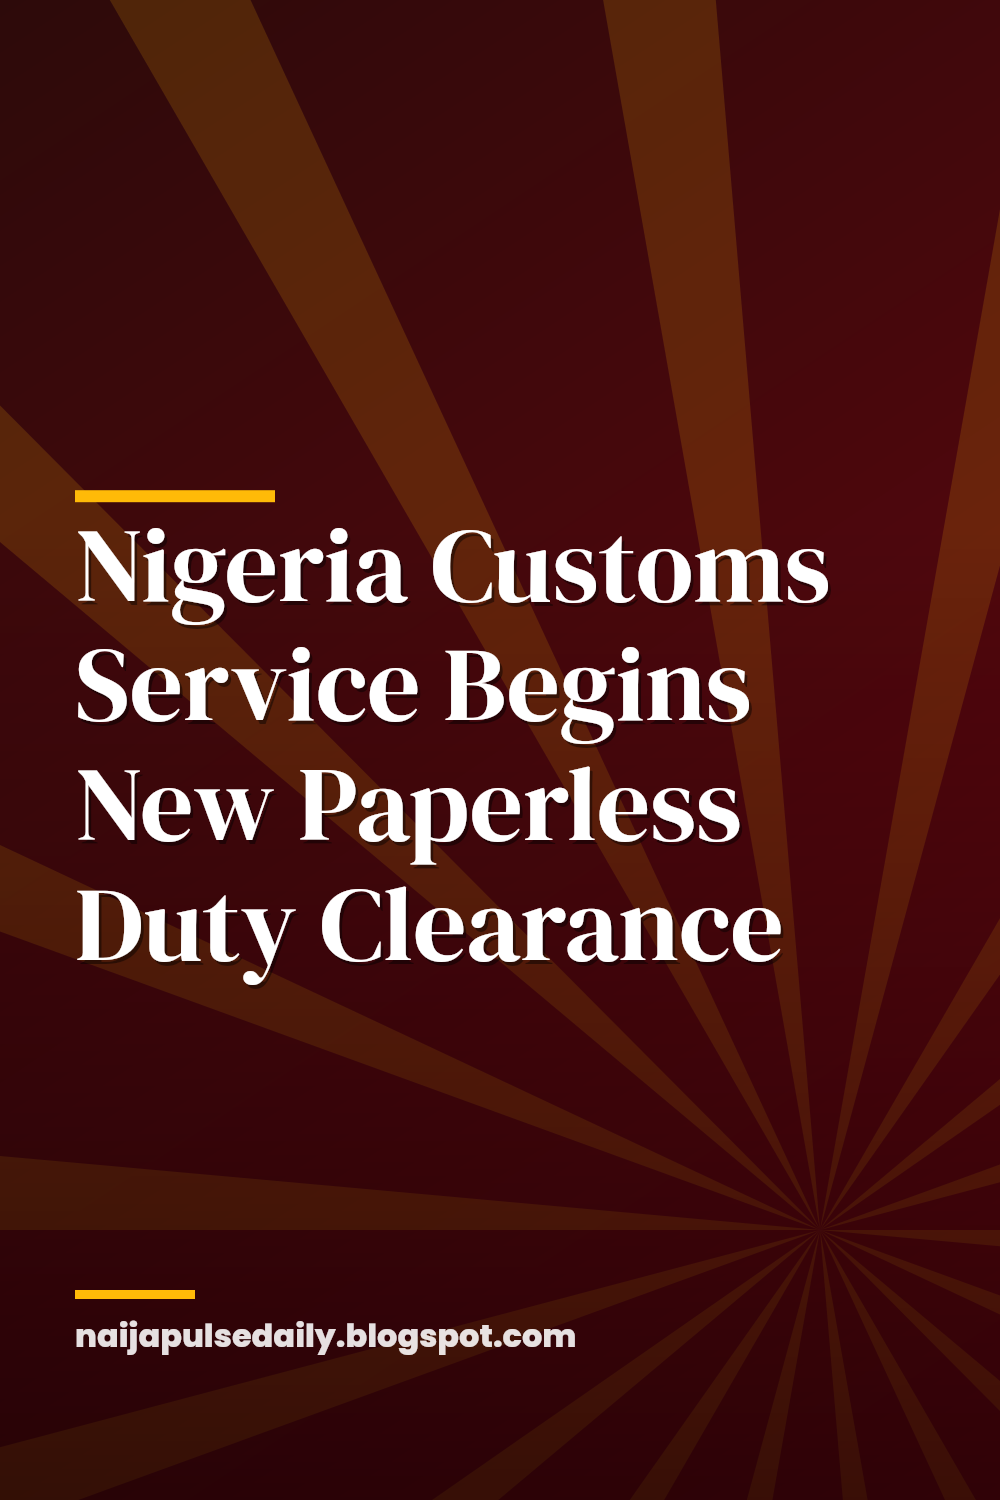 Nigeria Customs
Service Begins
New Paperless
Duty Clearance
naijapulsedaily.blogspot.com